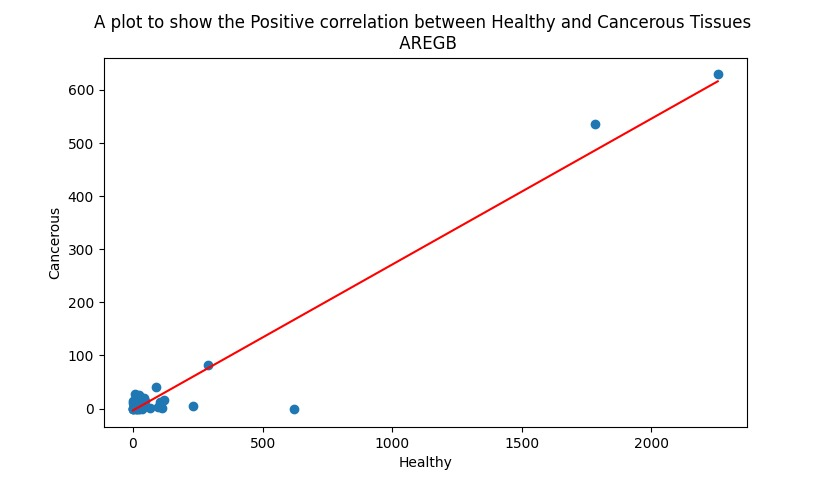 A plot to show the Positive correlation between Healthy and Cancerous Tissues
AREGB
600
500
400
300
200
100
0
Cancerous
0 500 1000 1500 2000
Healthy